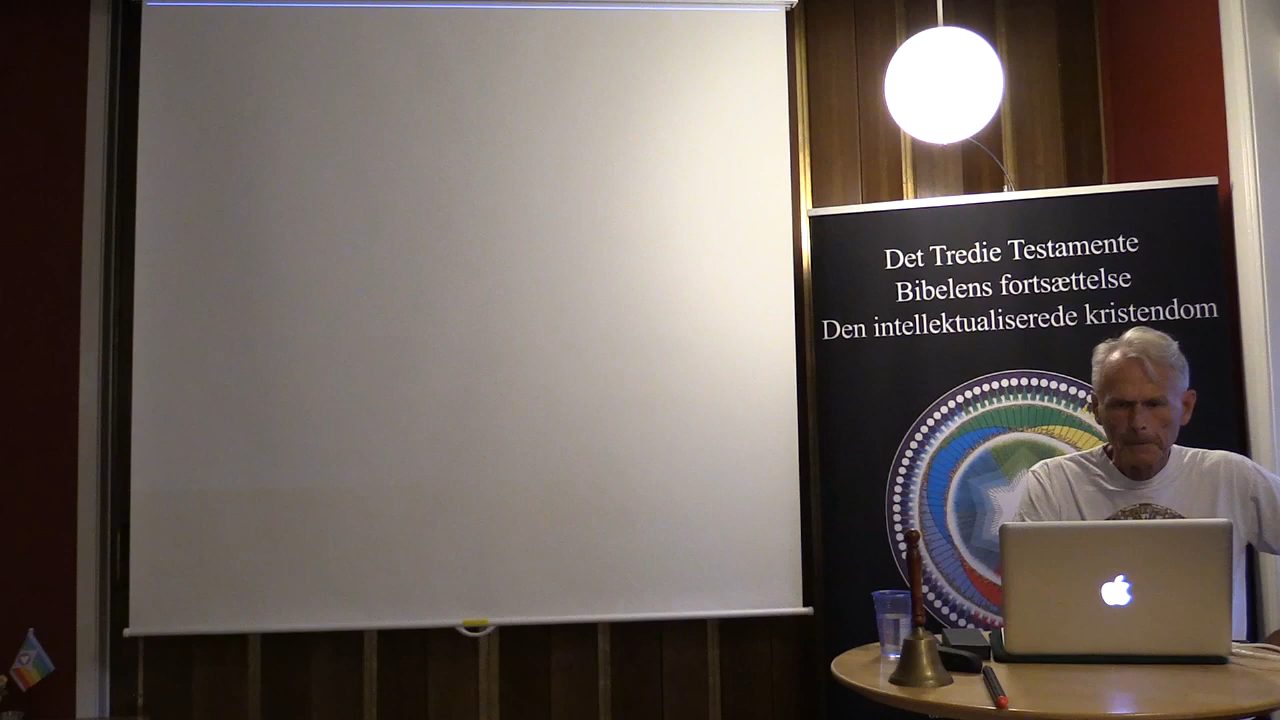 Det Tredie Testamente
Bibelens fortsættelse
Den intellektualiserede kristendom